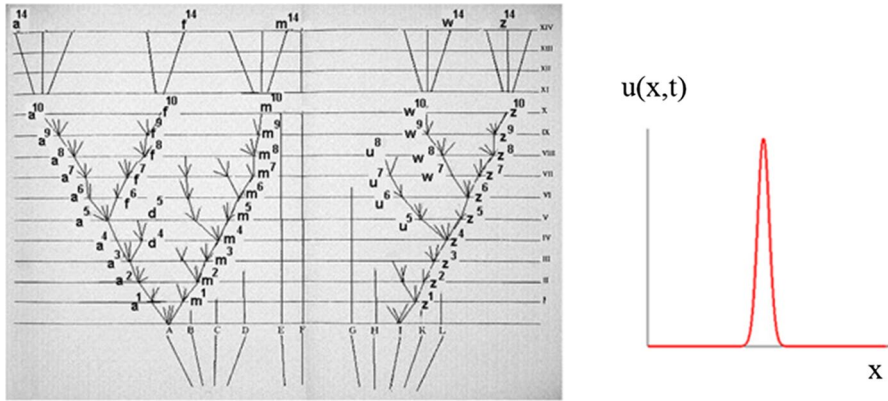 a14 f14 m14 w14 z14 XIV
XIII
XII
XI
a10 f10 m10 w10 z10 X
a9 f9 m9 w9 z9 IX
a8 f8 m8 u8 w8 z8 VIII
a7 f7 m7 u7 w7 z7 VII
a6 f6 m6 u6 z6 VI
a5 d5 m5 u5 z5 V
a4 d4 m4 z4 IV
a3 m3 z3 III
a2 m2 z2 II
a1 m1 z1 I
A B C D E F G H I K L
u(x,t)
x